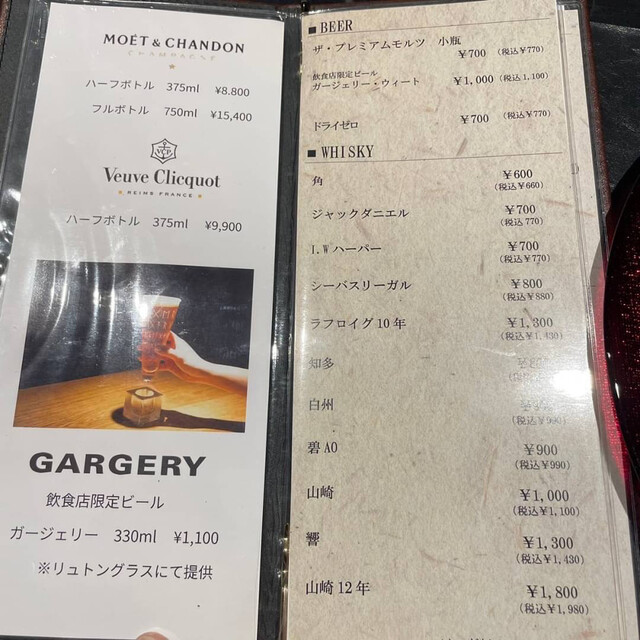 MOËT & CHANDON
CHAMPAGNE
ハーフボトル 375ml ¥8.800
フルボトル 750ml ¥15,400
VCP
Veuve Clicquot
REIMS FRANCE
ハーフボトル 375ml ¥9,900
GARGERY
飲食店限定ビール
ガージェリー 330ml ¥1,100
※リュトングラスにて提供
■ BEER
ザ・プレミアムモルツ 小瓶
¥700 (税込¥770)
飲食店限定ビール
ガージェリー・ウィート ¥1,000 (税込1,100)
ドライゼロ ¥700 (税込¥770)
■ WHISKY
角 ¥600
(税込¥660)
ジャックダニエル ¥700
(税込770)
I.Wハーパー ¥700
(税込¥770)
シーバスリーガル ¥800
(税込¥880)
ラフロイグ10年 ¥1,300
(税込¥1,430)
知多
(税込
白州
(税込¥990)
碧AO ¥900
(税込¥990)
山崎 ¥1,000
(税込¥1,100)
響 ¥1,300
(税込¥1,430)
山崎12年 ¥1,800
(税込¥1,980)